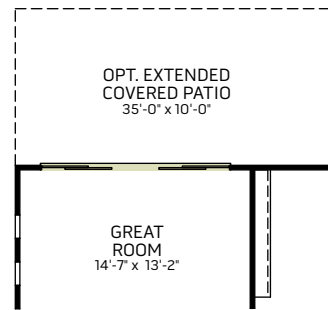 OPT. EXTENDED
COVERED PATIO
35'-0" x 10'-0"
GREAT
ROOM
14'-7" x 13'-2"